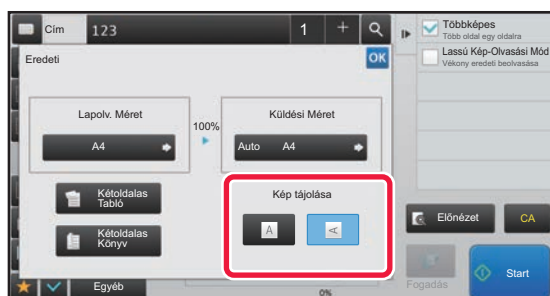 Cím
123
1
+
Többképes
Több oldal egy oldalra
Eredeti
OK
Lassú Kép-Olvasási Mód
Vékony eredeti beolvasása
Lapolv. Méret
100%
Küldési Méret
A4
Auto A4
Kétoldalas
Tabló
Kép tájolása
A
A
Kétoldalas
Könyv
Előnézet
CA
Egyéb
0%
Fogadás
Start